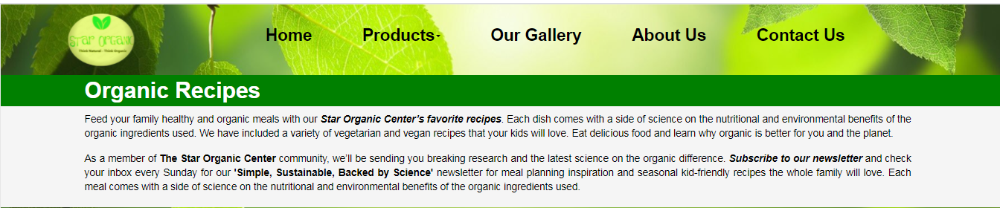 Star Organic
Think Natural - Think Organic
Home Products Our Gallery About Us Contact Us
Organic Recipes
Feed your family healthy and organic meals with our Star Organic Center’s favorite recipes. Each dish comes with a side of science on the nutritional and environmental benefits of the
organic ingredients used. We have included a variety of vegetarian and vegan recipes that your kids will love. Eat delicious food and learn why organic is better for you and the planet.
As a member of The Star Organic Center community, we’ll be sending you breaking research and the latest science on the organic difference. Subscribe to our newsletter and check
your inbox every Sunday for our 'Simple, Sustainable, Backed by Science' newsletter for meal planning inspiration and seasonal kid-friendly recipes the whole family will love. Each
meal comes with a side of science on the nutritional and environmental benefits of the organic ingredients used.